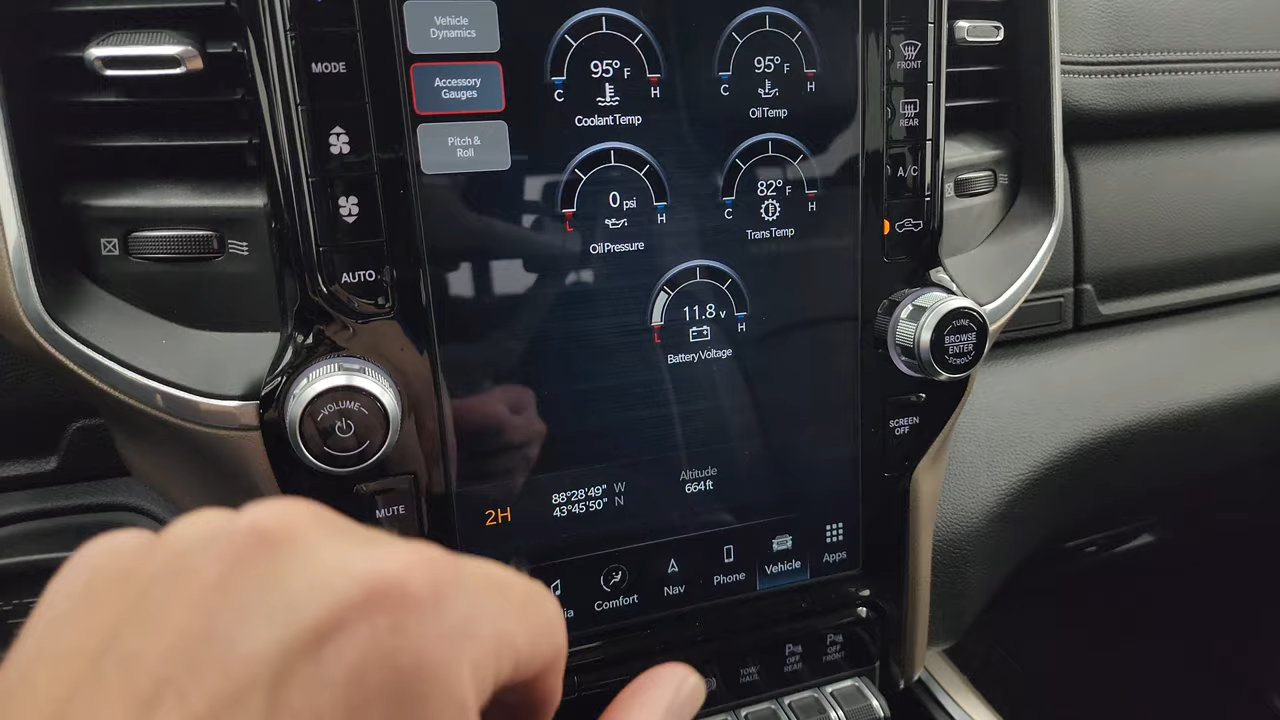 MODE
AUTO
VOLUME
MUTE
Vehicle
Dynamics
Accessory
Gauges
Pitch &
Roll
95° F
C H
Coolant Temp
95° F
C H
Oil Temp
0 psi
L H
Oil Pressure
82° F
C H
Trans Temp
11.8 v
L H
Battery Voltage
2H
88°28'49" W
43°45'50" N
Altitude
664 ft
Comfort
Nav
Phone
Vehicle
Apps
FRONT
REAR
A/C
TUNE
BROWSE
ENTER
SCROLL
SCREEN
OFF
TOW/
HAUL
P
OFF
REAR
P
OFF
FRONT